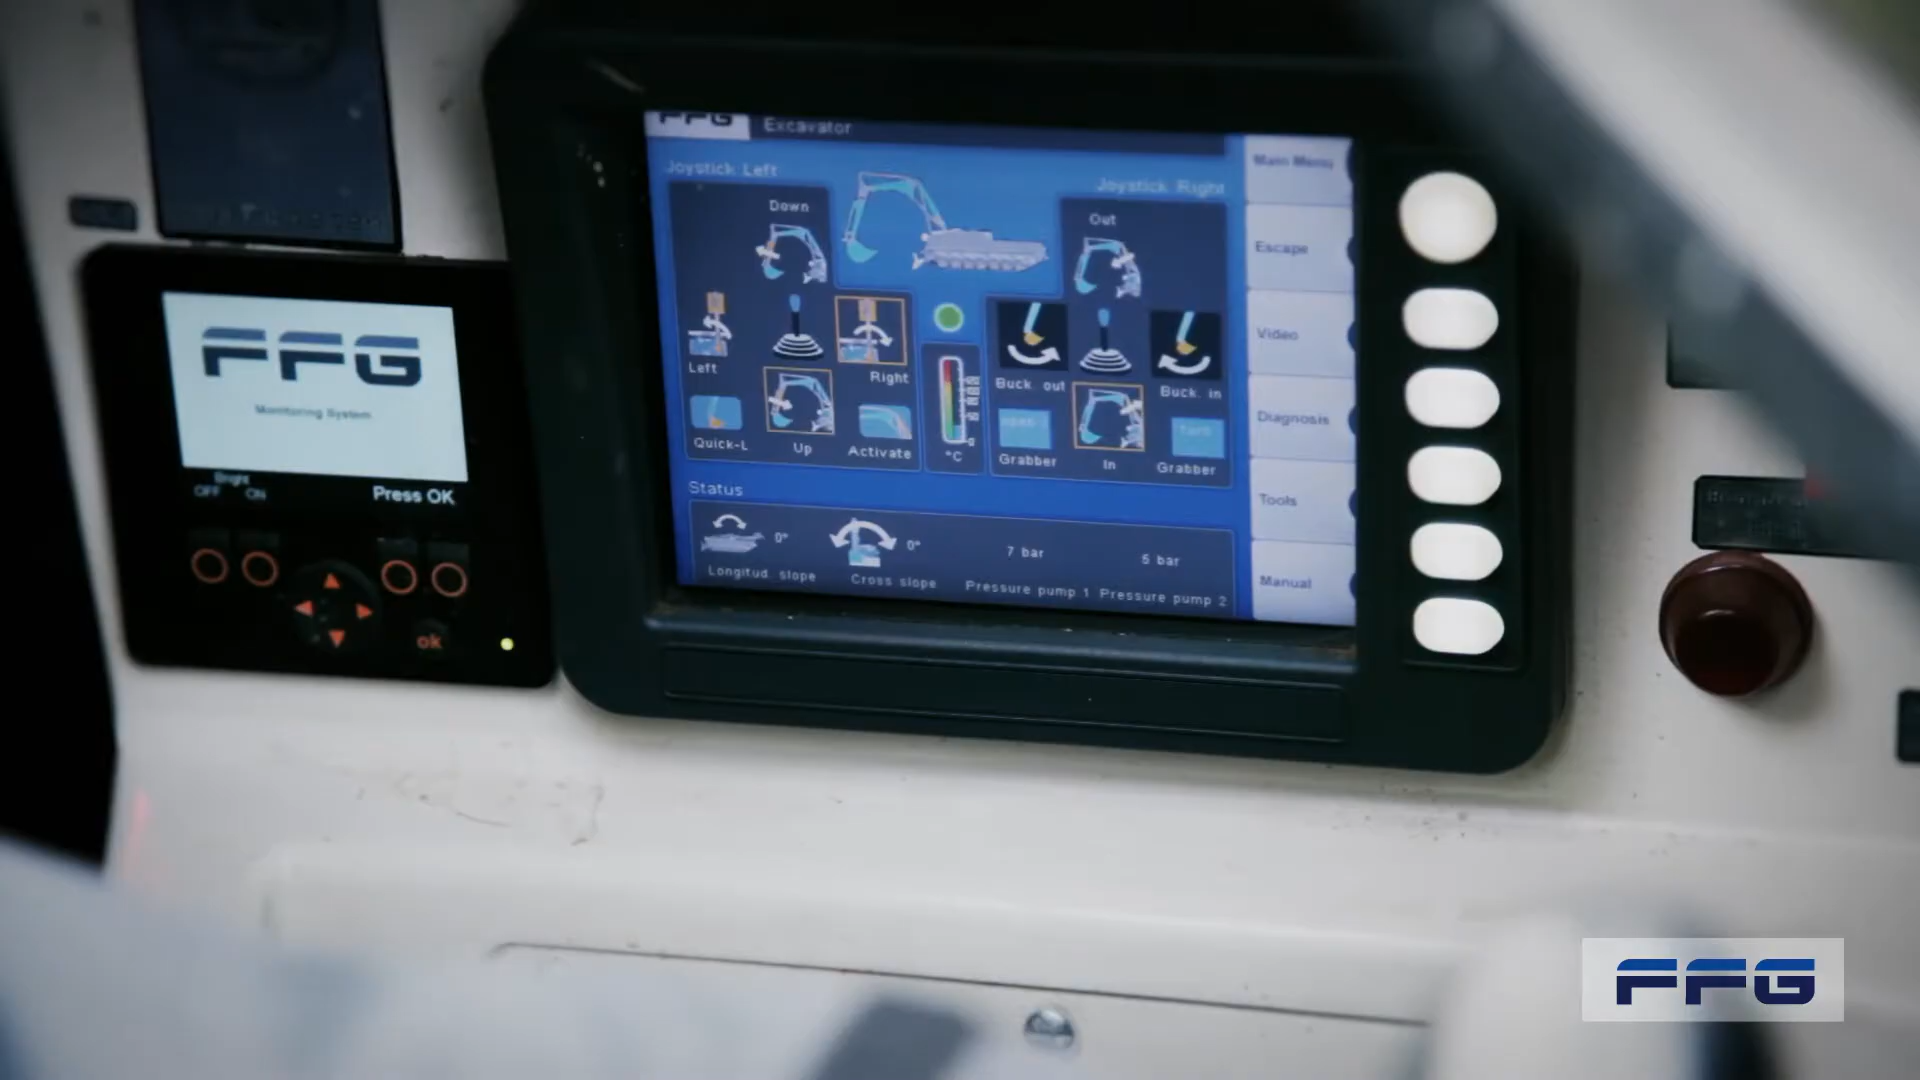 FFG
Monitoring System
Bright
OFF ON
Press OK
ok
FFG Excavator
Joystick Left
Down
Left
Right
Quick-L
Up
Activate
°C
Joystick Right
Out
Buck. out
Buck. in
Grabber
In
Grabber
Status
0°
Longitud. slope
0°
Cross slope
7 bar
Pressure pump 1
5 bar
Pressure pump 2
Main Menu
Escape
Video
Diagnosis
Tools
Manual
FFG